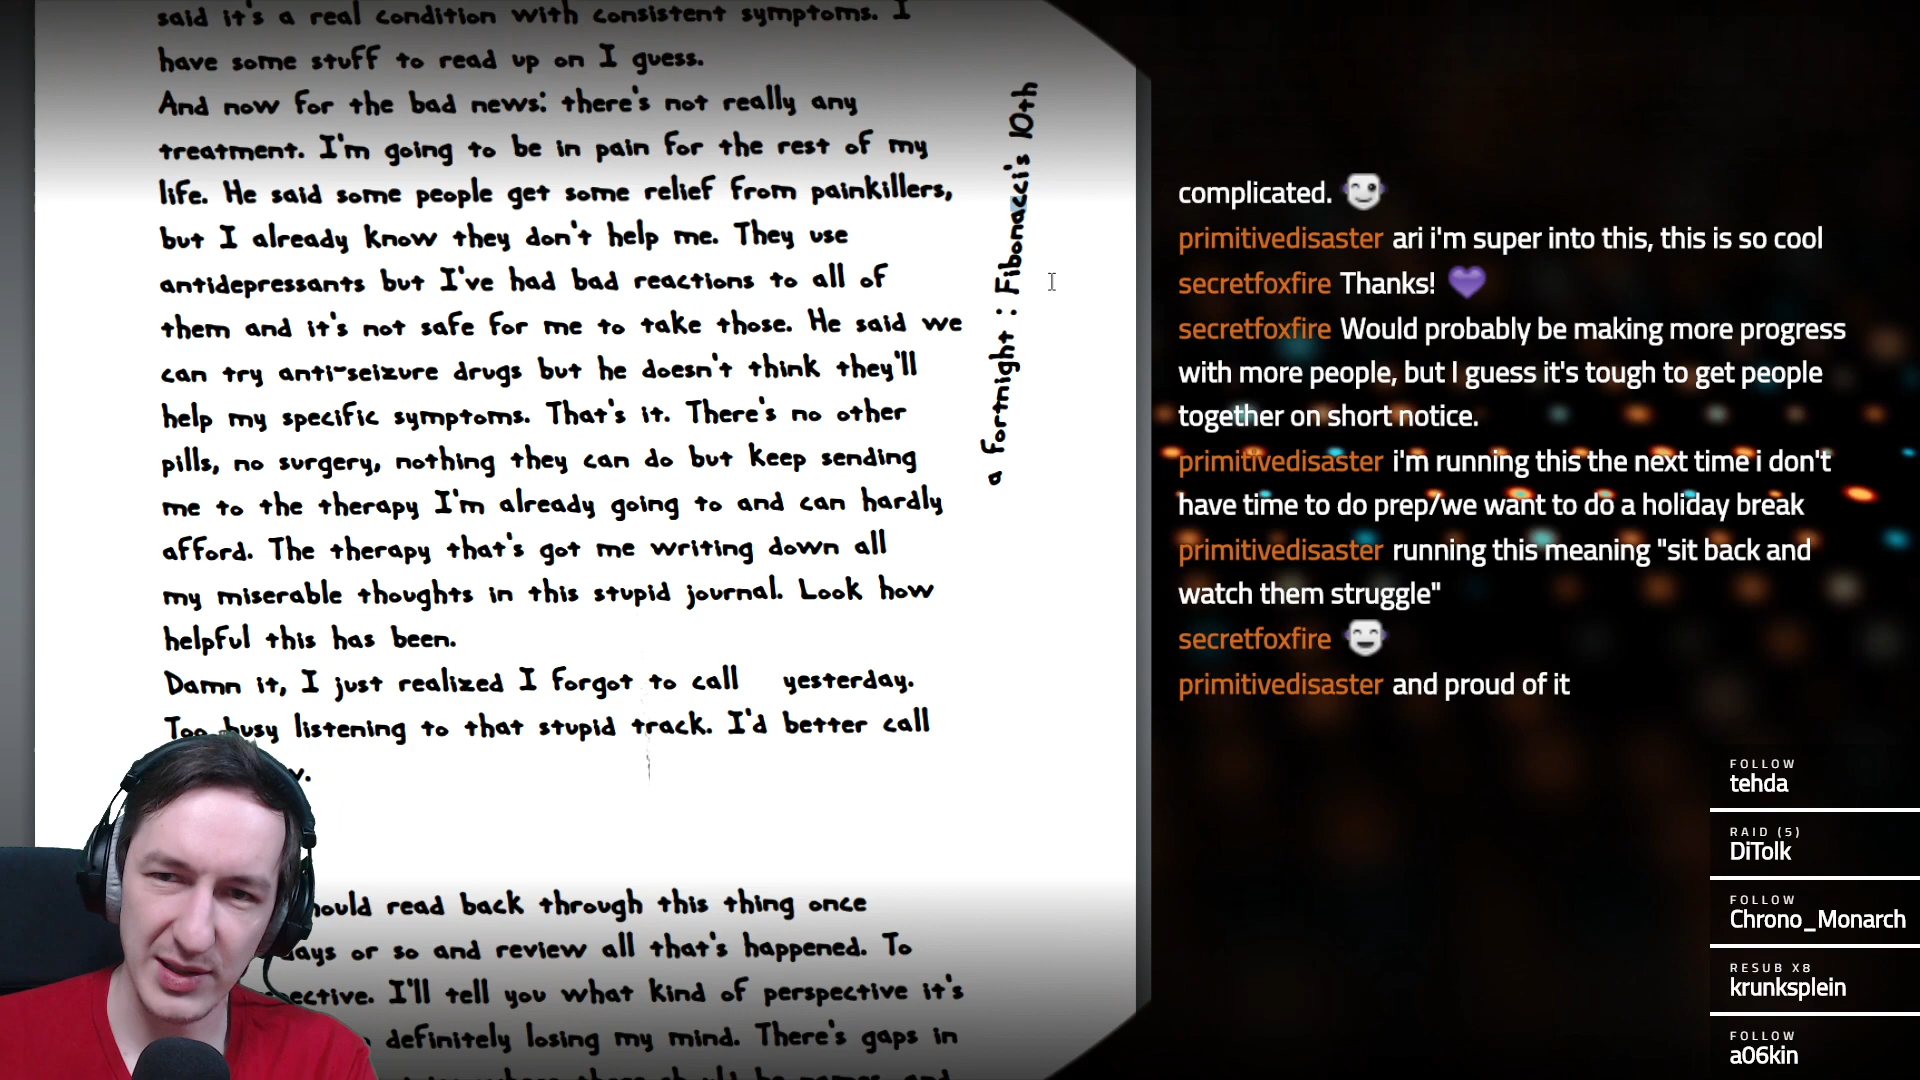 said it's a real condition with consistent symptoms. I
have some stuff to read up on I guess.
And now for the bad news: there's not really any
treatment. I'm going to be in pain for the rest of my
life. He said some people get some relief from painkillers,
but I already know they don't help me. They use
antidepressants but I've had bad reactions to all of
them and it's not safe for me to take those. He said we
can try anti-seizure drugs but he doesn't think they'll
help my specific symptoms. That's it. There's no other
pills, no surgery, nothing they can do but keep sending
me to the therapy I'm already going to and can hardly
afford. The therapy that's got me writing down all
my miserable thoughts in this stupid journal. Look how
helpful this has been.
Damn it, I just realized I forgot to call yesterday.
Too busy listening to that stupid track. I'd better call
read back through this thing once
or so and review all that's happened. To
I'll tell you what kind of perspective it's
definitely losing my mind. There's gaps in
a fortnight : Fibonacci's 10th
complicated.
primitivedisaster ari i'm super into this, this is so cool
secretfoxfire Thanks!
secretfoxfire Would probably be making more progress
with more people, but I guess it's tough to get people
together on short notice.
primitivedisaster i'm running this the next time i don't
have time to do prep/we want to do a holiday break
primitivedisaster running this meaning "sit back and
watch them struggle"
secretfoxfire
primitivedisaster and proud of it
FOLLOW
tehda
RAID (5)
DiTolk
FOLLOW
Chrono_Monarch
RESUB X8
krunksplein
FOLLOW
a06kin